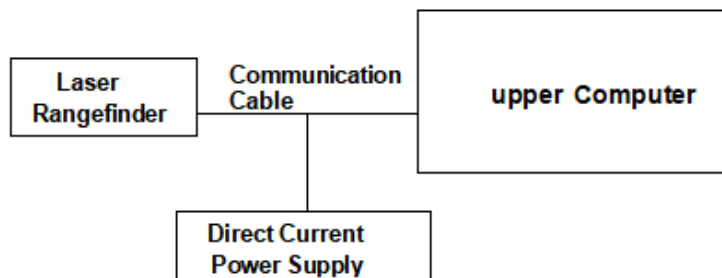 Laser
Rangefinder
Communication
Cable
upper Computer
Direct Current
Power Supply